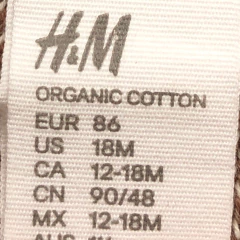 H&M
ORGANIC COTTON
EUR 86
US 18M
CA 12-18M
CN 90/48
MX 12-18M